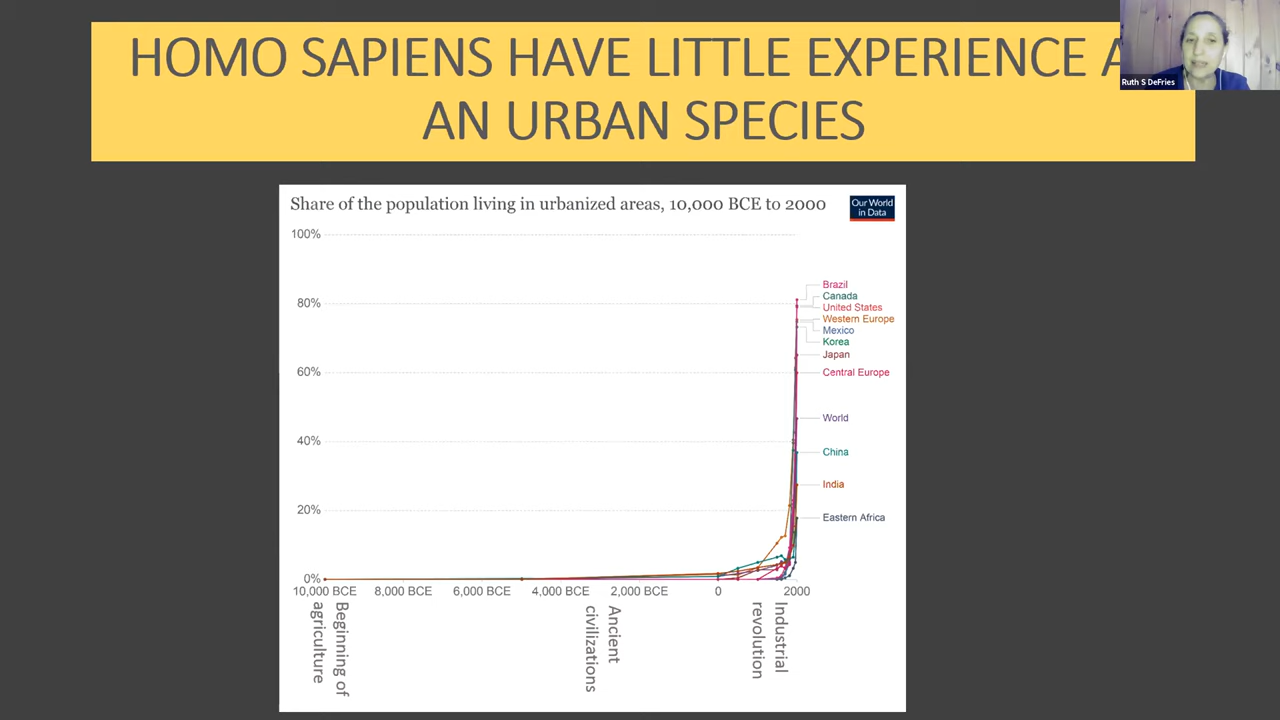 HOMO SAPIENS HAVE LITTLE EXPERIENCE A
AN URBAN SPECIES
Ruth S DeFries
Share of the population living in urbanized areas, 10,000 BCE to 2000
Our World
in Data
100%
80%
60%
40%
20%
0%
Brazil
Canada
United States
Western Europe
Mexico
Korea
Japan
Central Europe
World
China
India
Eastern Africa
10,000 BCE
8,000 BCE
6,000 BCE
4,000 BCE
2,000 BCE
0
2000
Beginning of
agriculture
Ancient
civilizations
Industrial
revolution